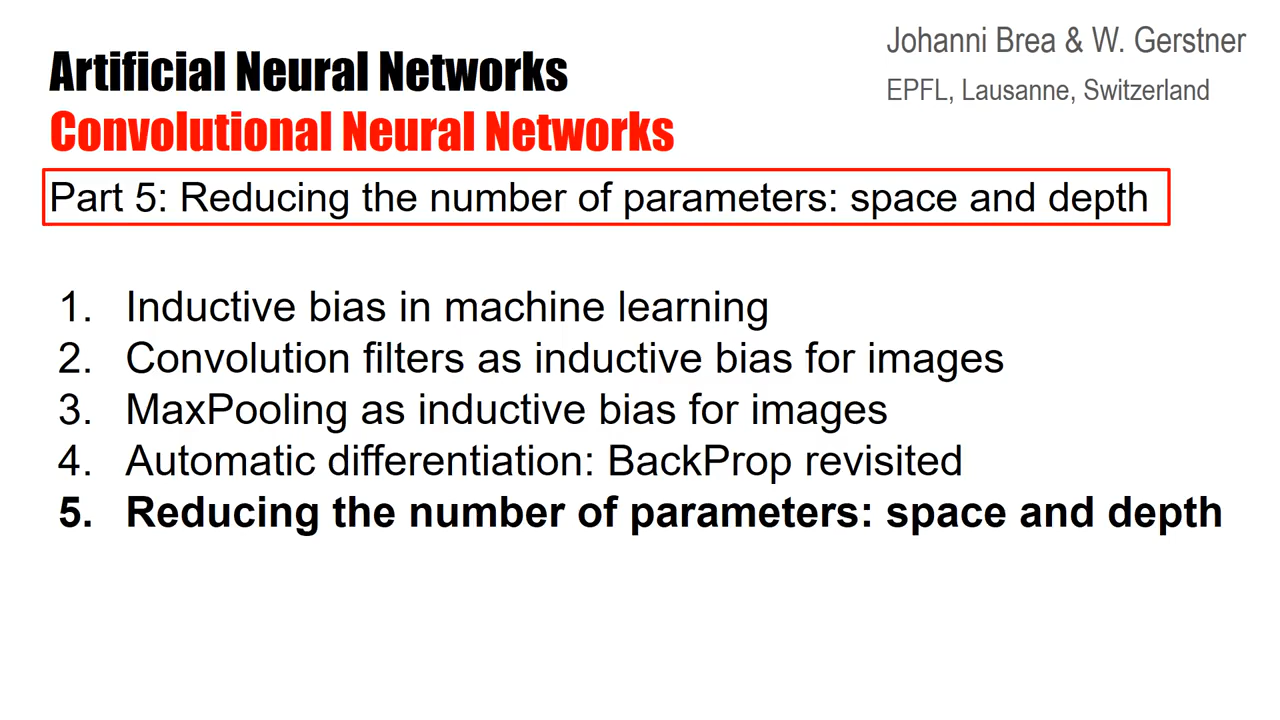 Artificial Neural Networks
Convolutional Neural Networks
Johanni Brea & W. Gerstner
EPFL, Lausanne, Switzerland
Part 5: Reducing the number of parameters: space and depth
1. Inductive bias in machine learning
2. Convolution filters as inductive bias for images
3. MaxPooling as inductive bias for images
4. Automatic differentiation: BackProp revisited
5. Reducing the number of parameters: space and depth